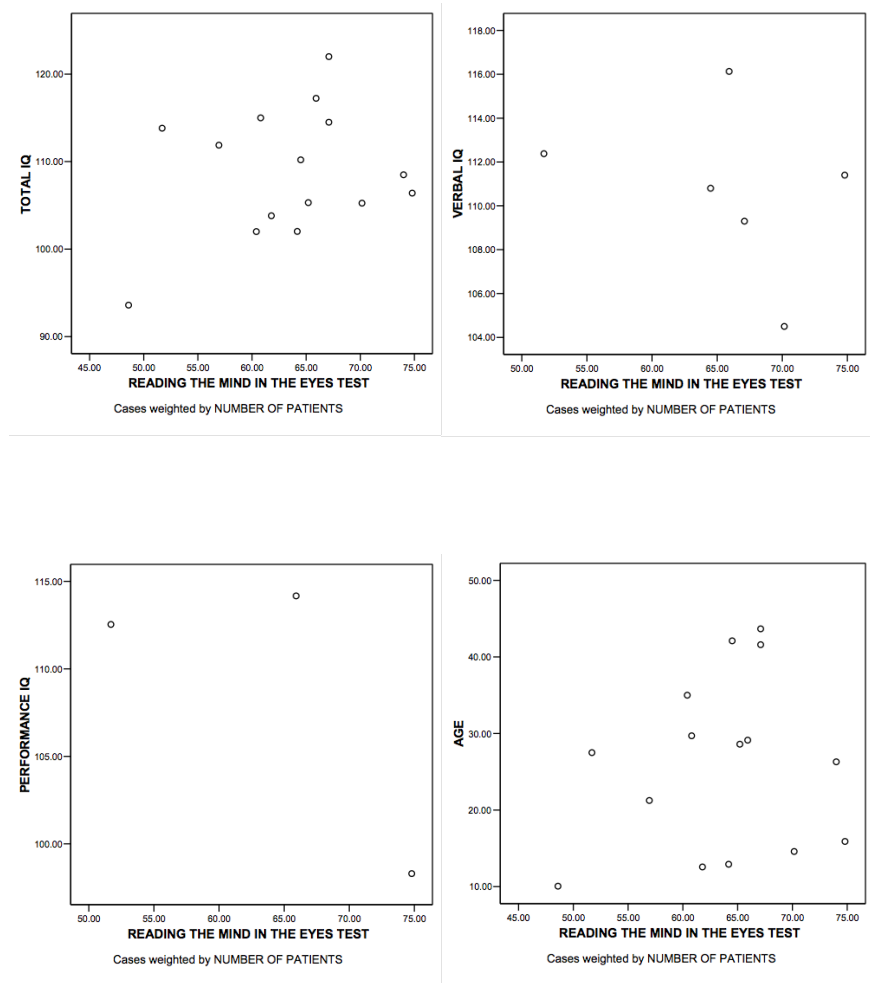 120.00
110.00
100.00
90.00
TOTAL IQ
45.00 50.00 55.00 60.00 65.00 70.00 75.00
READING THE MIND IN THE EYES TEST
Cases weighted by NUMBER OF PATIENTS
118.00
116.00
114.00
112.00
110.00
108.00
106.00
104.00
VERBAL IQ
50.00 55.00 60.00 65.00 70.00 75.00
READING THE MIND IN THE EYES TEST
Cases weighted by NUMBER OF PATIENTS
115.00
110.00
105.00
100.00
PERFORMANCE IQ
50.00 55.00 60.00 65.00 70.00 75.00
READING THE MIND IN THE EYES TEST
Cases weighted by NUMBER OF PATIENTS
50.00
40.00
30.00
20.00
10.00
AGE
45.00 50.00 55.00 60.00 65.00 70.00 75.00
READING THE MIND IN THE EYES TEST
Cases weighted by NUMBER OF PATIENTS